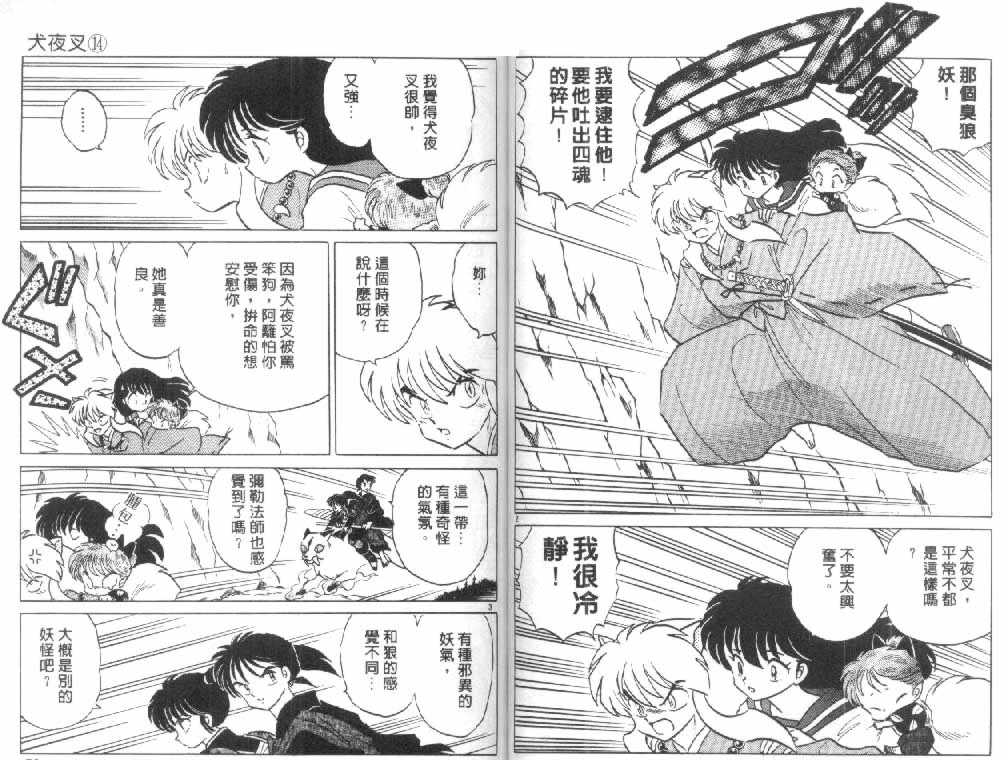 犬夜叉⑭
那個臭狼
妖！
我要逮住他！
要他吐出四魂
的碎片！
犬夜叉，
平常不都
是這樣嗎
？
不要太興
奮了。
我很冷
靜！
我覺得犬夜
叉很帥，
又強…
……
妳…
這個時候在
說什麼呀？
因為犬夜叉被罵
笨狗，阿籬怕你
受傷，拚命的想
安慰你，
她真是善
良。
ビシッ
這一帶…
有種奇怪
的氣氛。
彌勒法師也感
覺到了嗎？
3
有種邪異的
妖氣，
和狼的感
覺不同…
大概是別的
妖怪吧？